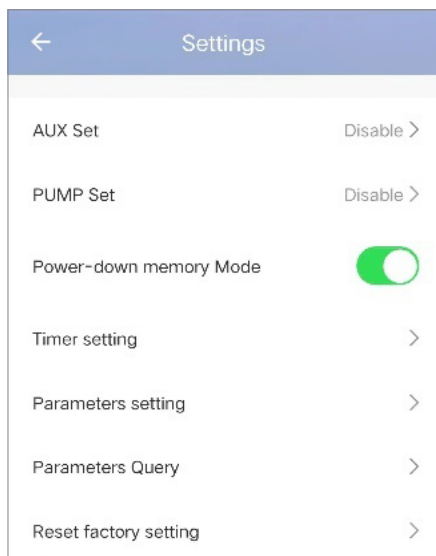 Settings
AUX Set Disable
PUMP Set Disable
Power-down memory Mode
Timer setting
Parameters setting
Parameters Query
Reset factory setting